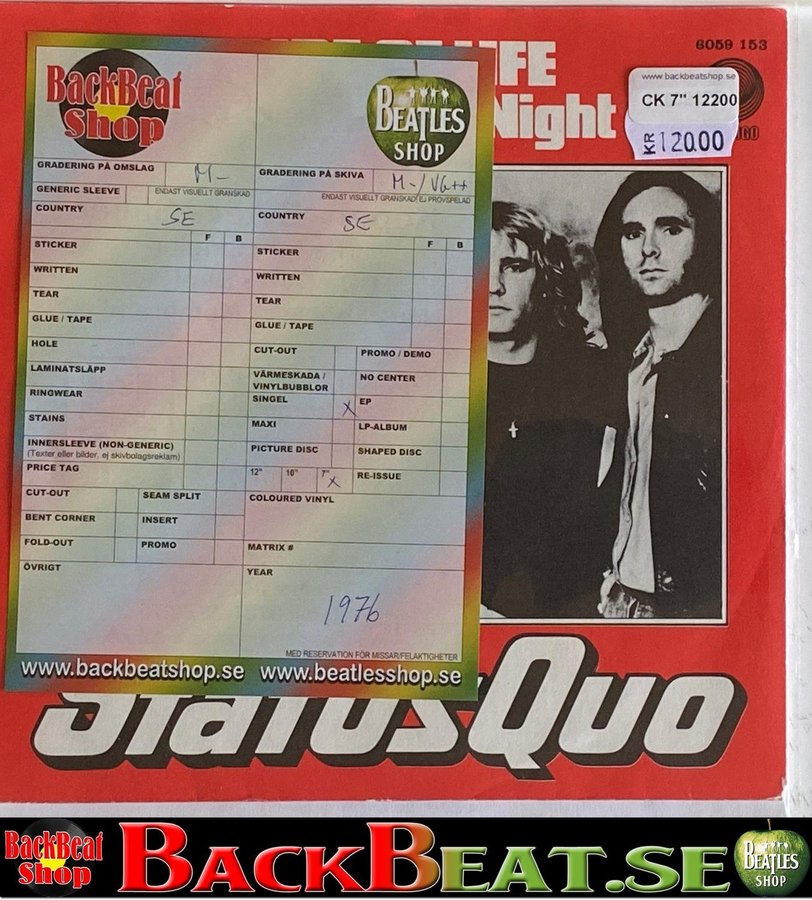 6059 153
IFE
Night
www.backbeatshop.se
CK 7" 12200
KR 120.00
BackBeat
Shop
BEATLES
SHOP
GRADERING PÅ OMSLAG M-
GENERIC SLEEVE ENDAST VISUELLT GRANSKAD
COUNTRY SE
F B
STICKER
WRITTEN
TEAR
GLUE / TAPE
HOLE
LAMINATSLÄPP
RINGWEAR
STAINS
INNERSLEEVE (NON-GENERIC)
(Texter eller bilder, ej skivbolagsreklam)
PRICE TAG
CUT-OUT SEAM SPLIT
BENT CORNER INSERT
FOLD-OUT PROMO
ÖVRIGT
GRADERING PÅ SKIVA M-/VG++
ENDAST VISUELLT GRANSKAD/ EJ PROVSPELAD
COUNTRY SE
F B
STICKER
WRITTEN
TEAR
GLUE / TAPE
CUT-OUT PROMO / DEMO
VÄRMESKADA / NO CENTER
VINYLBUBBLOR
SINGEL X EP
MAXI LP-ALBUM
PICTURE DISC SHAPED DISC
12" 10" 7" X RE-ISSUE
COLOURED VINYL
MATRIX #
YEAR
1976
MED RESERVATION FÖR MISSAR/FELAKTIGHETER
www.backbeatshop.se www.beatlesshop.se
Status Quo
BackBeat
Shop
BACKBEAT.SE
BEATLES
SHOP